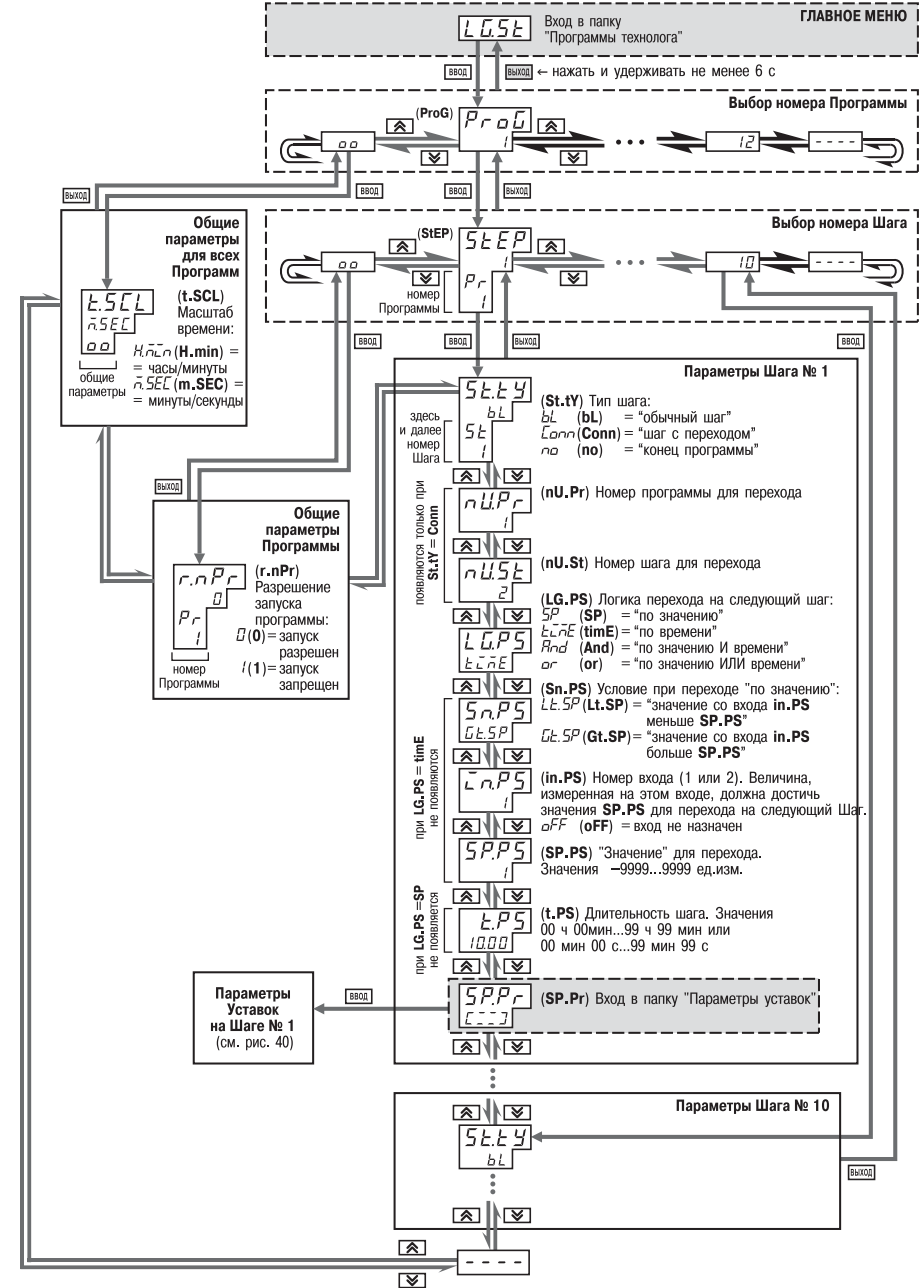 LG.St
Вход в папку
"Программы технолога"
ГЛАВНОЕ МЕНЮ
ВВОД
ВЫХОД
← нажать и удерживать не менее 6 с
Выбор номера Программы
(ProG)
ProG
1
oo
• • •
12
- - - -
ВЫХОД
ВВОД
ВВОД
ВЫХОД
Выбор номера Шага
(StEP)
StEP
1
Pr
1
номер
Программы
oo
• • •
10
- - - -
Общие
параметры
для всех
Программ
t.SCL
m.SEC
oo
общие
параметры
(t.SCL)
Масштаб
времени:
H.min (H.min) =
= часы/минуты
m.SEC (m.SEC) =
= минуты/секунды
ВВОД
ВВОД
ВЫХОД
ВВОД
Параметры Шага № 1
St.tY
bL
St
1
здесь
и далее
номер
Шага
(St.tY) Тип шага:
bL (bL) = “обычный шаг”
Conn (Conn) = “шаг с переходом”
no (no) = “конец программы”
появляются только при
St.tY = Conn
nU.Pr
1
(nU.Pr) Номер программы для перехода
nU.St
2
(nU.St) Номер шага для перехода
ВЫХОД
Общие
параметры
Программы
r.nPr
0
Pr
1
номер
Программы
(r.nPr)
Разрешение
запуска
программы:
0 (0) = запуск
разрешен
1 (1) = запуск
запрещен
LG.PS
timE
(LG.PS) Логика перехода на следующий шаг:
SP (SP) = “по значению”
timE (timE) = “по времени”
And (And) = “по значению И времени”
or (or) = “по значению ИЛИ времени”
при LG.PS = timE
не появляются
Sn.PS
Gt.SP
(Sn.PS) Условие при переходе "по значению":
Lt.SP (Lt.SP) = “значение со входа in.PS
меньше SP.PS”
Gt.SP (Gt.SP) = “значение со входа in.PS
больше SP.PS”
in.PS
1
(in.PS) Номер входа (1 или 2). Величина,
измеренная на этом входе, должна достичь
значения SP.PS для перехода на следующий Шаг.
oFF (oFF) = вход не назначен
SP.PS
1
(SP.PS) "Значение" для перехода.
Значения –9999...9999 ед.изм.
при LG.PS =SP
не появляется
t.PS
10.00
(t.PS) Длительность шага. Значения
00 ч 00мин...99 ч 99 мин или
00 мин 00 с...99 мин 99 с
SP.Pr
[---]
(SP.Pr) Вход в папку "Параметры уставок"
Параметры
Уставок
на Шаге № 1
(см. рис. 40)
ВВОД
Параметры Шага № 10
St.tY
bL
ВЫХОД
- - - -